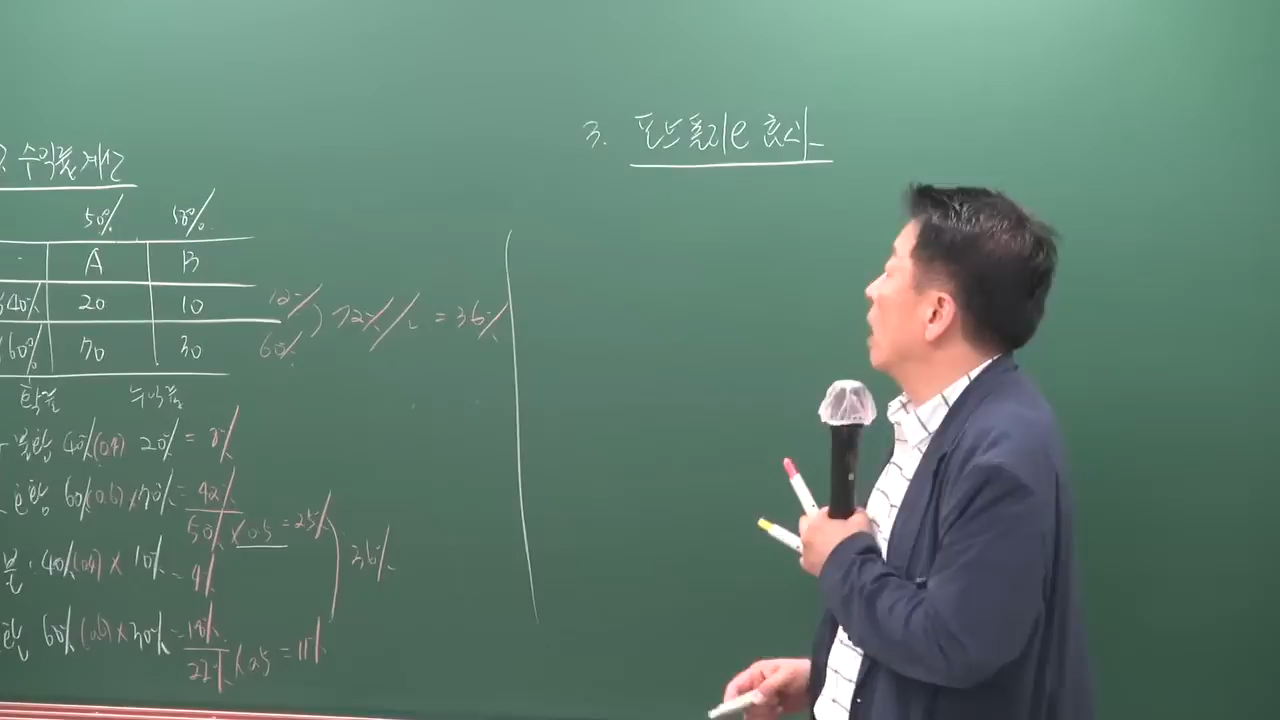 수익률계산
50% 50%
A B
40% 20 10
60% 70 30
12%
60% ) 72% / 2 = 36%
확률 수익률
불황 40%(0.4) 20% = 8%
60%(0.6) × 70% = 42%
50% × 0.5 = 25%
40%(0.4) × 10% = 4%
60%(0.6) × 30% = 18%
22% × 0.5 = 11%
36%
3. 포트폴리오 효과